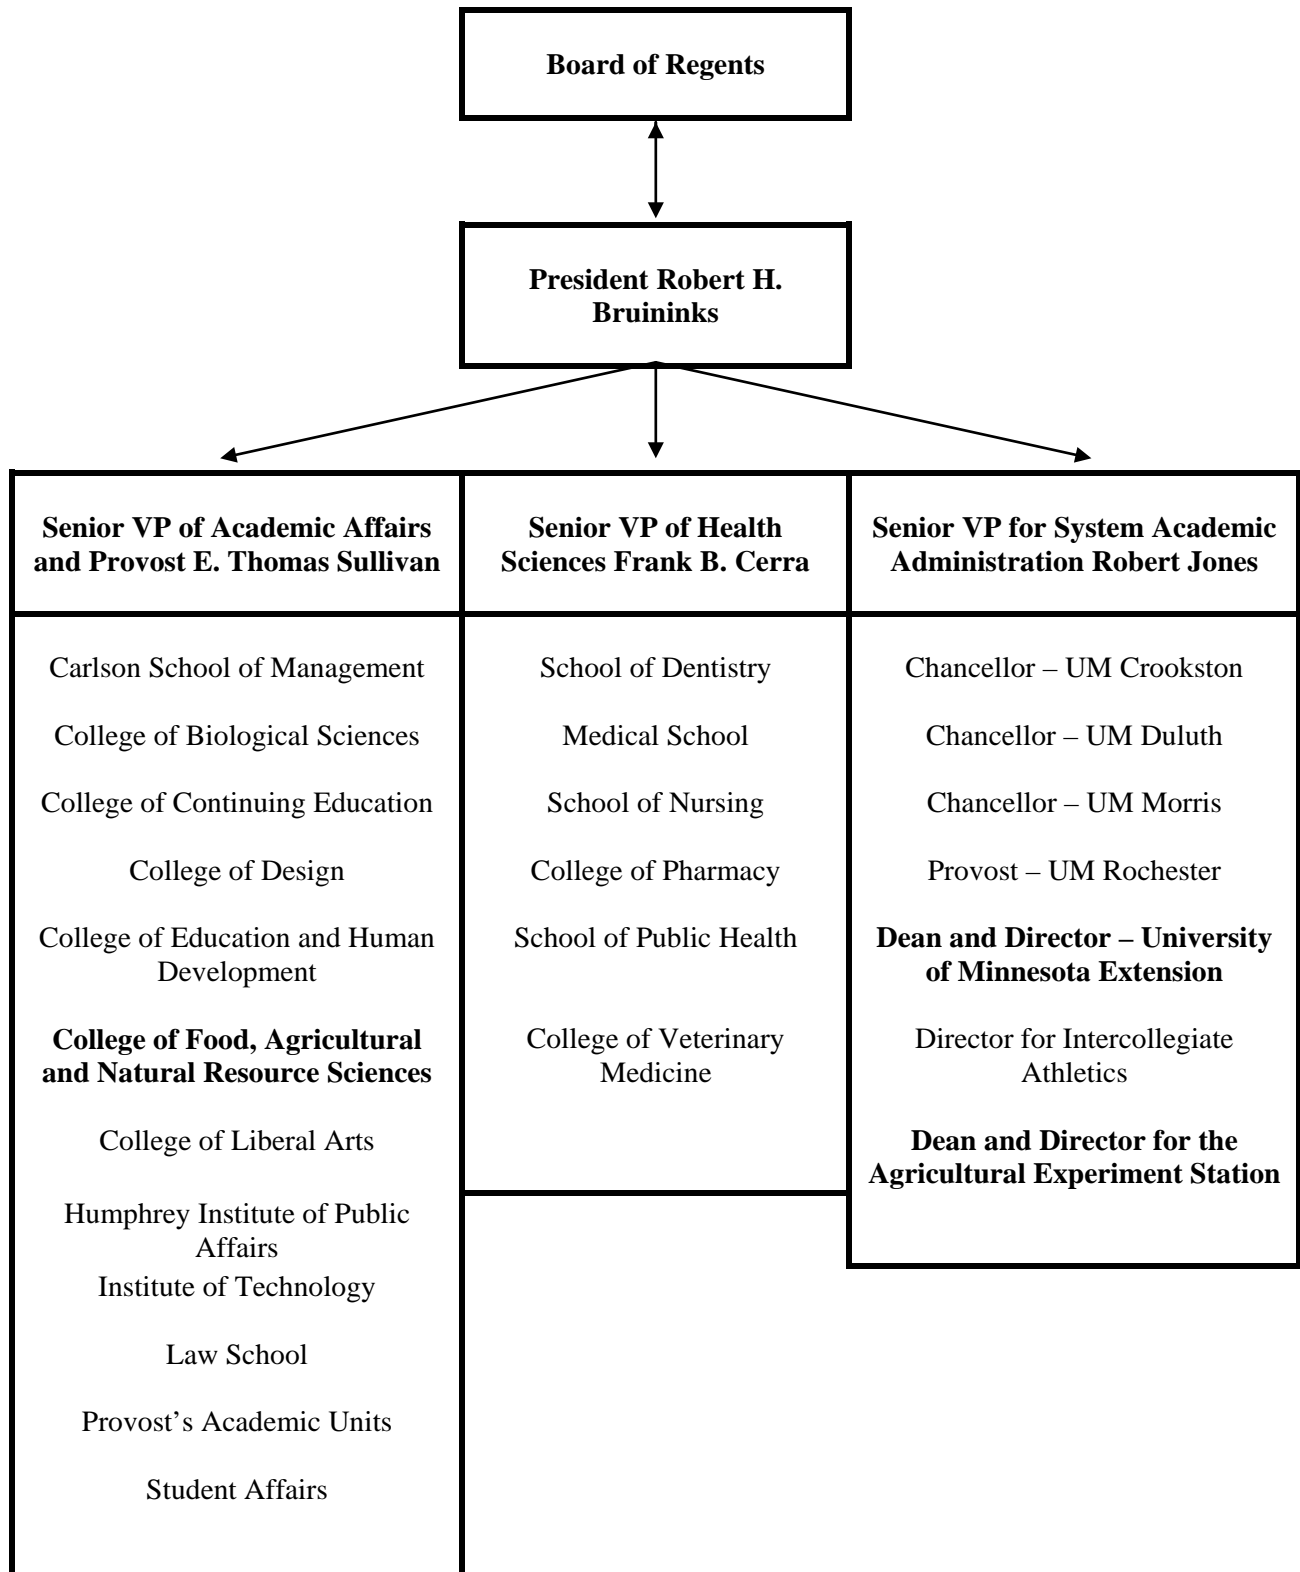 Board of Regents
President Robert H.
Bruininks
Senior VP of Academic Affairs
and Provost E. Thomas Sullivan
Senior VP of Health
Sciences Frank B. Cerra
Senior VP for System Academic
Administration Robert Jones
Carlson School of Management
College of Biological Sciences
College of Continuing Education
College of Design
College of Education and Human
Development
College of Food, Agricultural
and Natural Resource Sciences
College of Liberal Arts
Humphrey Institute of Public
Affairs
Institute of Technology
Law School
Provost’s Academic Units
Student Affairs
School of Dentistry
Medical School
School of Nursing
College of Pharmacy
School of Public Health
College of Veterinary
Medicine
Chancellor – UM Crookston
Chancellor – UM Duluth
Chancellor – UM Morris
Provost – UM Rochester
Dean and Director – University
of Minnesota Extension
Director for Intercollegiate
Athletics
Dean and Director for the
Agricultural Experiment Station